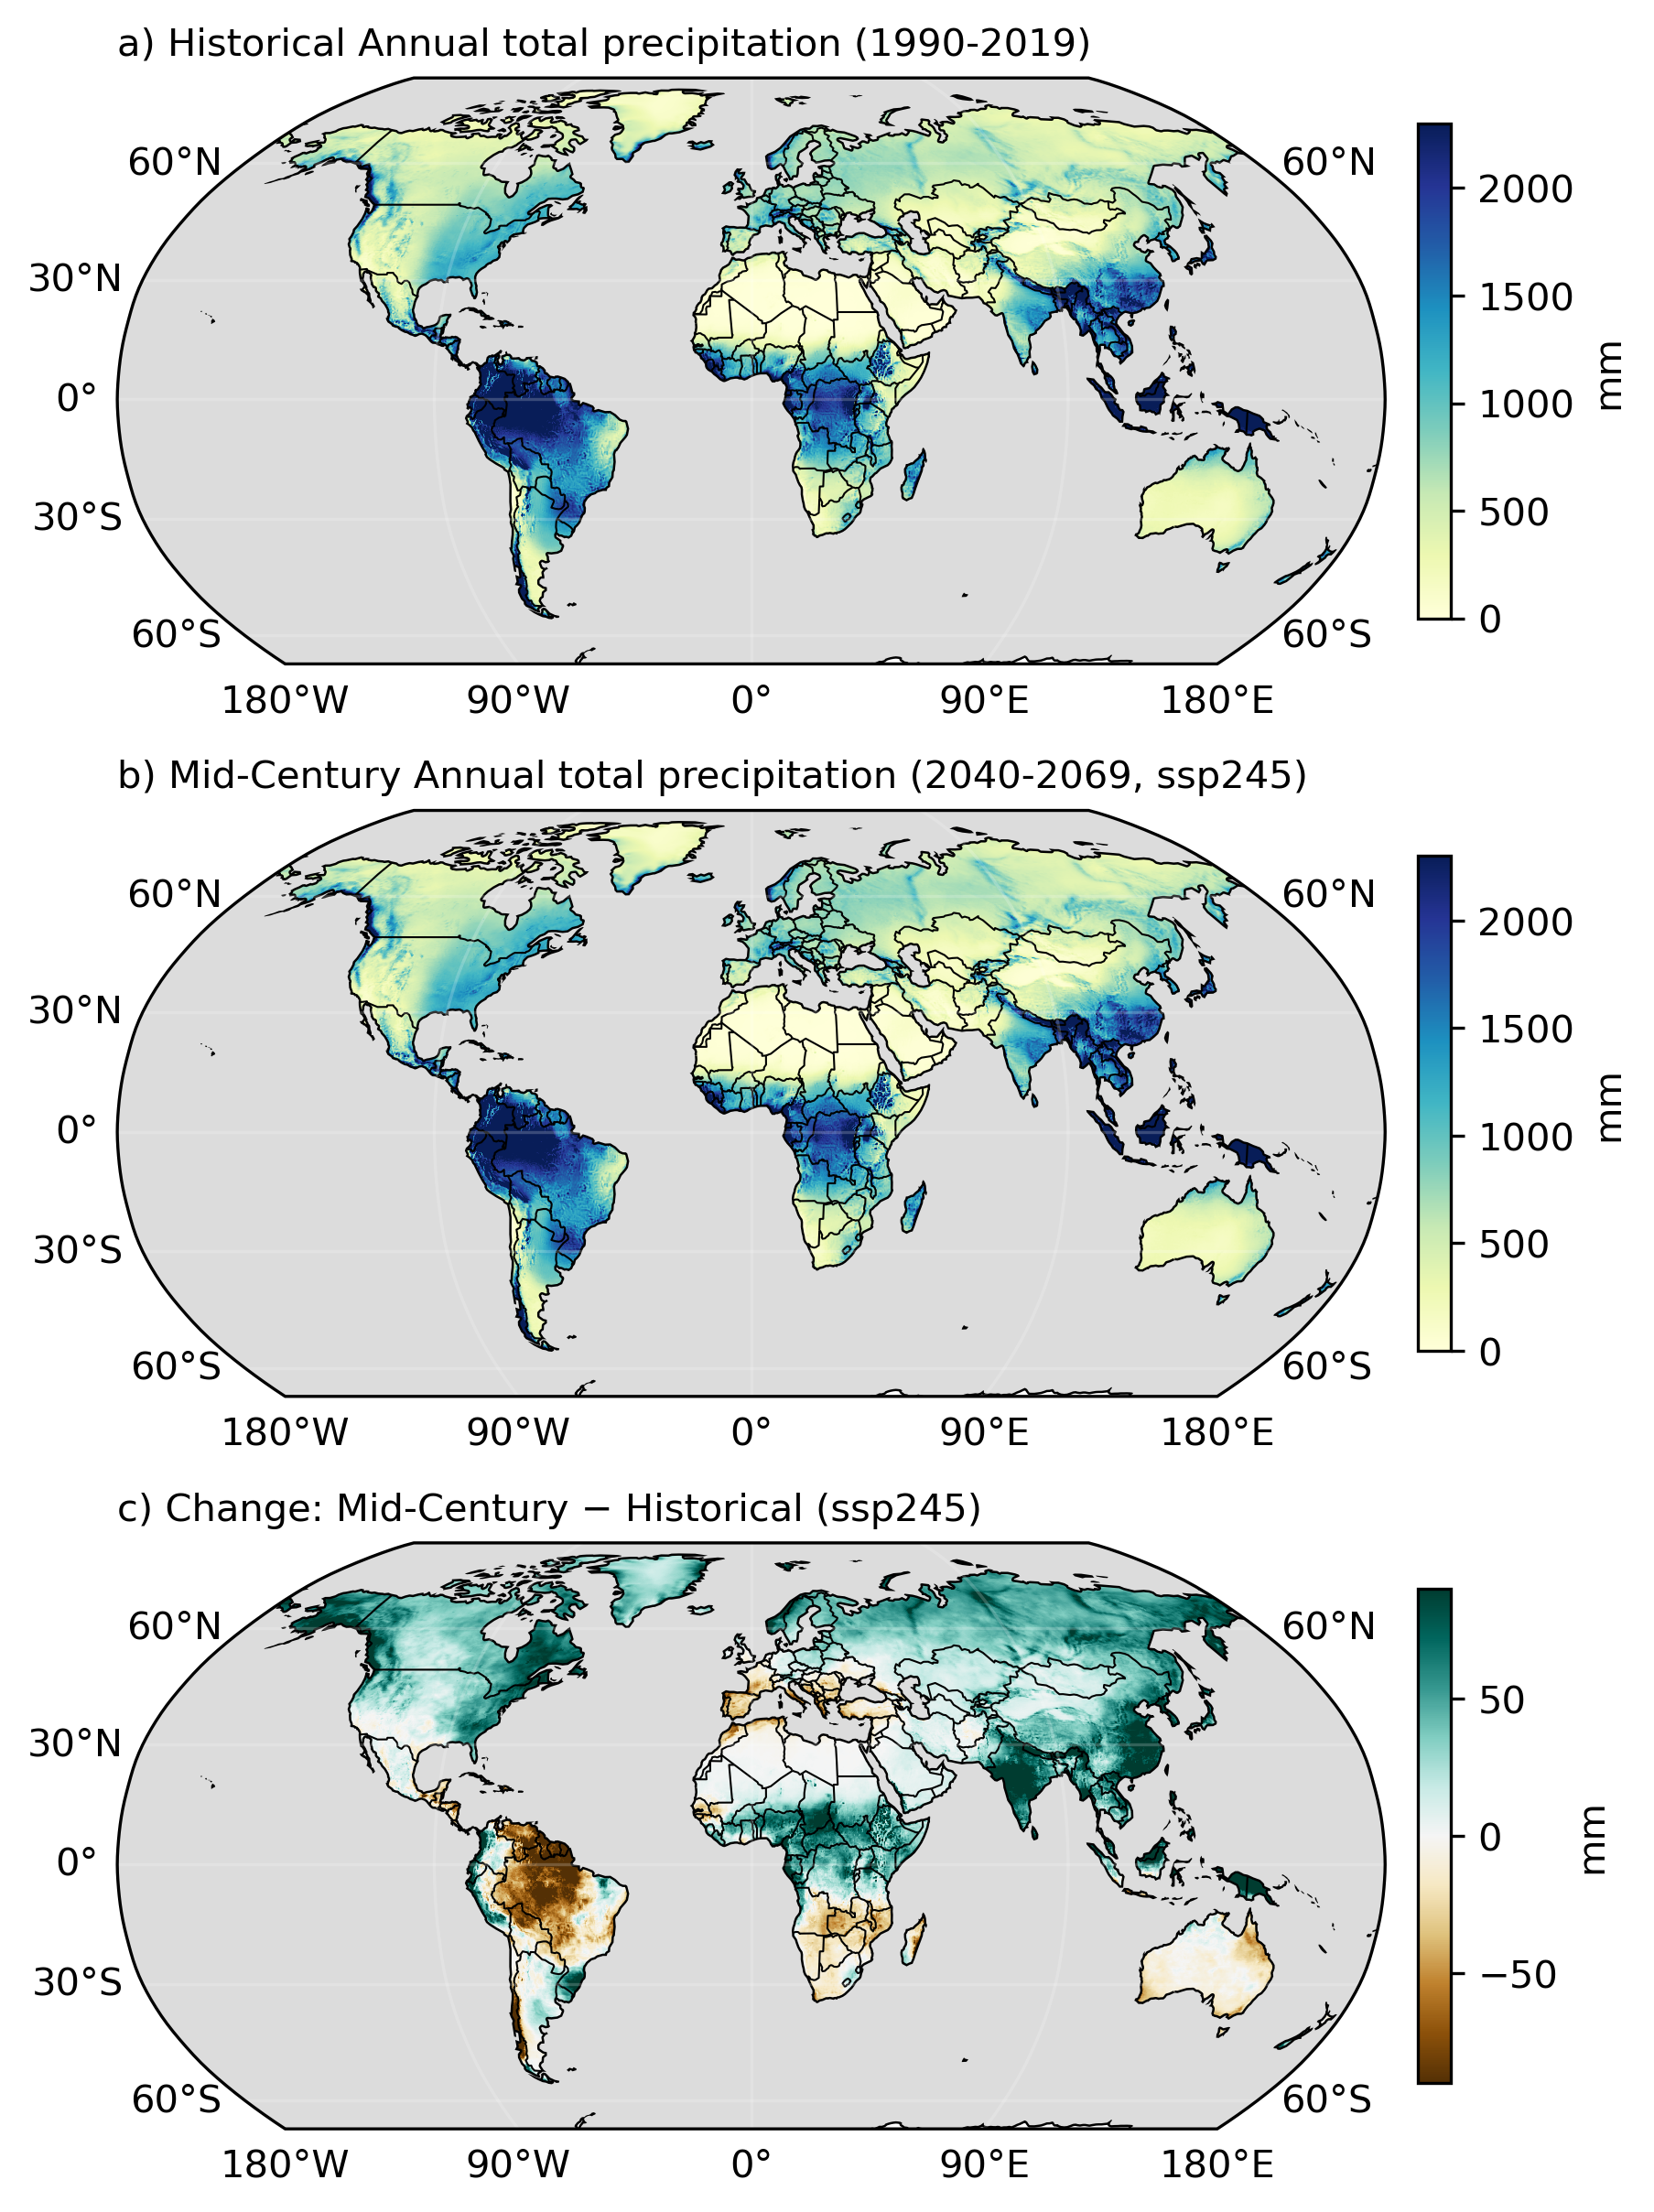 a) Historical Annual total precipitation (1990-2019)
60°N 60°N
30°N
0°
30°S
60°S 60°S
180°W 90°W 0° 90°E 180°E
2000
1500
1000
500
0
mm
b) Mid-Century Annual total precipitation (2040-2069, ssp245)
60°N 60°N
30°N
0°
30°S
60°S 60°S
180°W 90°W 0° 90°E 180°E
2000
1500
1000
500
0
mm
c) Change: Mid-Century − Historical (ssp245)
60°N 60°N
30°N
0°
30°S
60°S 60°S
180°W 90°W 0° 90°E 180°E
50
0
−50
mm